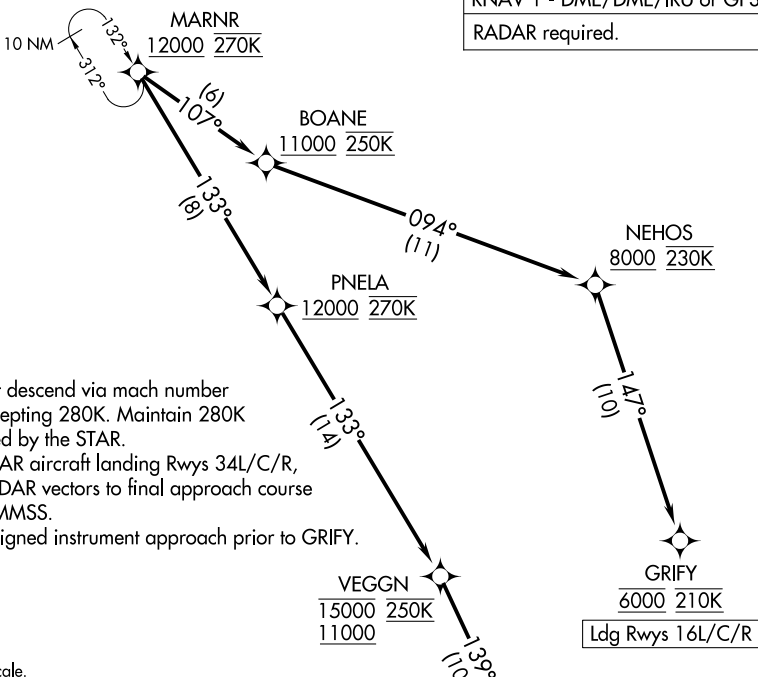 RNAV 1 - DME/DME/IRU or GPS
RADAR required.
MARNR
12000 270K
10 NM
132°
312°
(6)
107°
BOANE
11000 250K
133°
(8)
094°
(11)
NEHOS
8000 230K
PNELA
12000 270K
descend via mach number
epting 280K. Maintain 280K
ed by the STAR.
AR aircraft landing Rwys 34L/C/R,
DAR vectors to final approach course
MMSS.
igned instrument approach prior to GRIFY.
133°
(14)
147°
(10)
VEGGN
15000 250K
11000
139°
(10
GRIFY
6000 210K
Ldg Rwys 16L/C/R
cale.